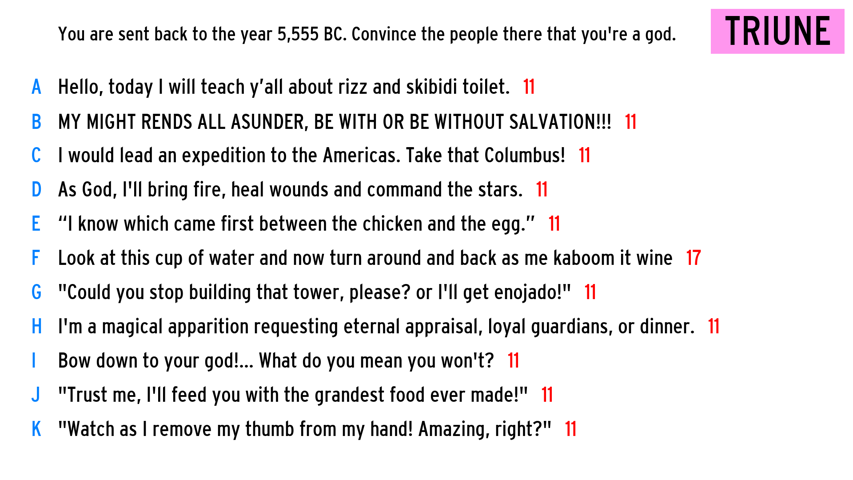 You are sent back to the year 5,555 BC. Convince the people there that you're a god.
TRIUNE
A Hello, today I will teach y’all about rizz and skibidi toilet. 11
B MY MIGHT RENDS ALL ASUNDER, BE WITH OR BE WITHOUT SALVATION!!! 11
C I would lead an expedition to the Americas. Take that Columbus! 11
D As God, I'll bring fire, heal wounds and command the stars. 11
E “I know which came first between the chicken and the egg.” 11
F Look at this cup of water and now turn around and back as me kaboom it wine 17
G "Could you stop building that tower, please? or I'll get enojado!" 11
H I'm a magical apparition requesting eternal appraisal, loyal guardians, or dinner. 11
I Bow down to your god!... What do you mean you won't? 11
J "Trust me, I'll feed you with the grandest food ever made!" 11
K "Watch as I remove my thumb from my hand! Amazing, right?" 11